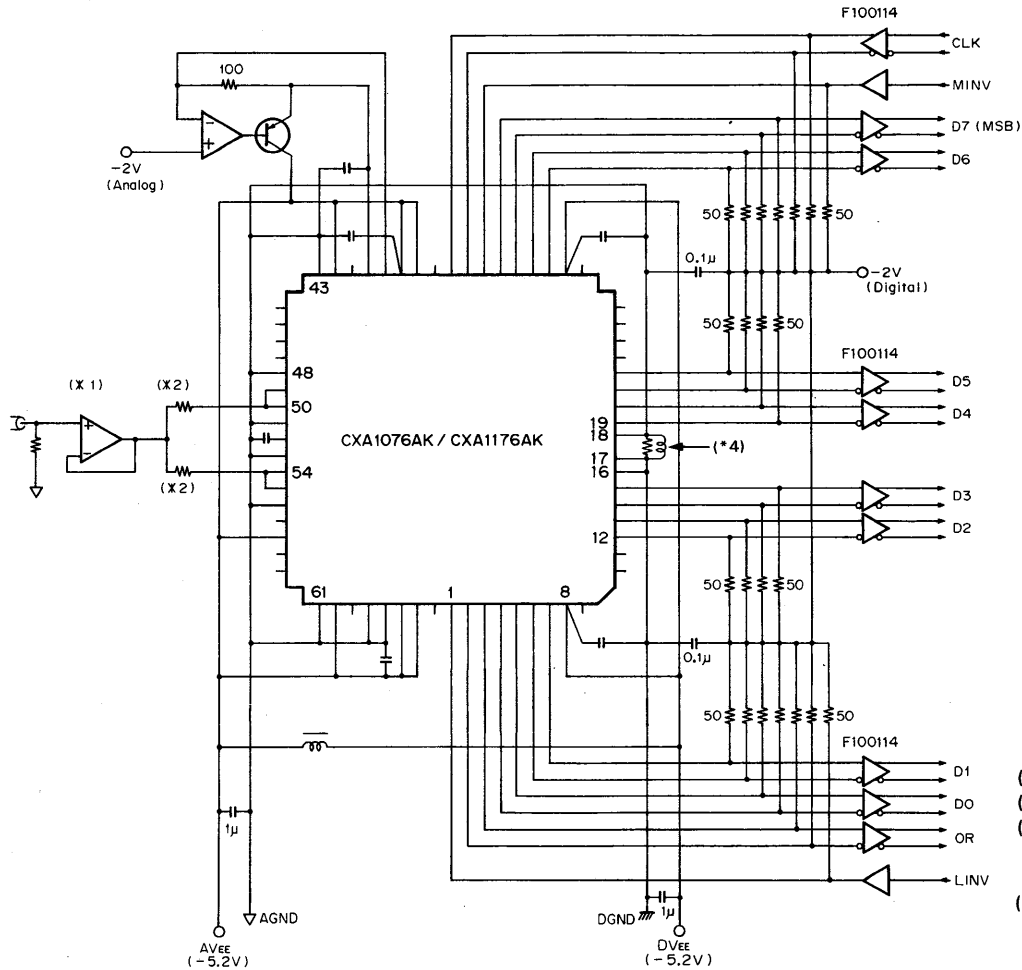 F100114
CLK
MINV
D7 (MSB)
D6
100
-2V
(Analog)
50
50
0.1μ
-2V
(Digital)
50
50
43
F100114
D5
D4
48
(※1)
(※2)
50
CXA1076AK / CXA1176AK
19
18
(*4)
17
16
54
(※2)
D3
D2
12
61
1
8
50
50
0.1μ
50
50
F100114
D1
D0
OR
LINV
(
(
(
(
1μ
AGND
DGND
1μ
AVEE
(-5.2V)
DVEE
(-5.2V)